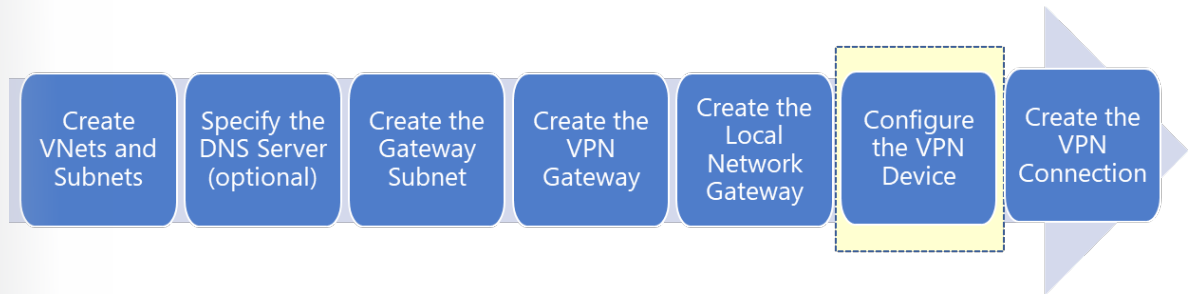 Create
VNets and
Subnets
Specify the
DNS Server
(optional)
Create the
Gateway
Subnet
Create the
VPN
Gateway
Create the
Local
Network
Gateway
Configure
the VPN
Device
Create the
VPN
Connection